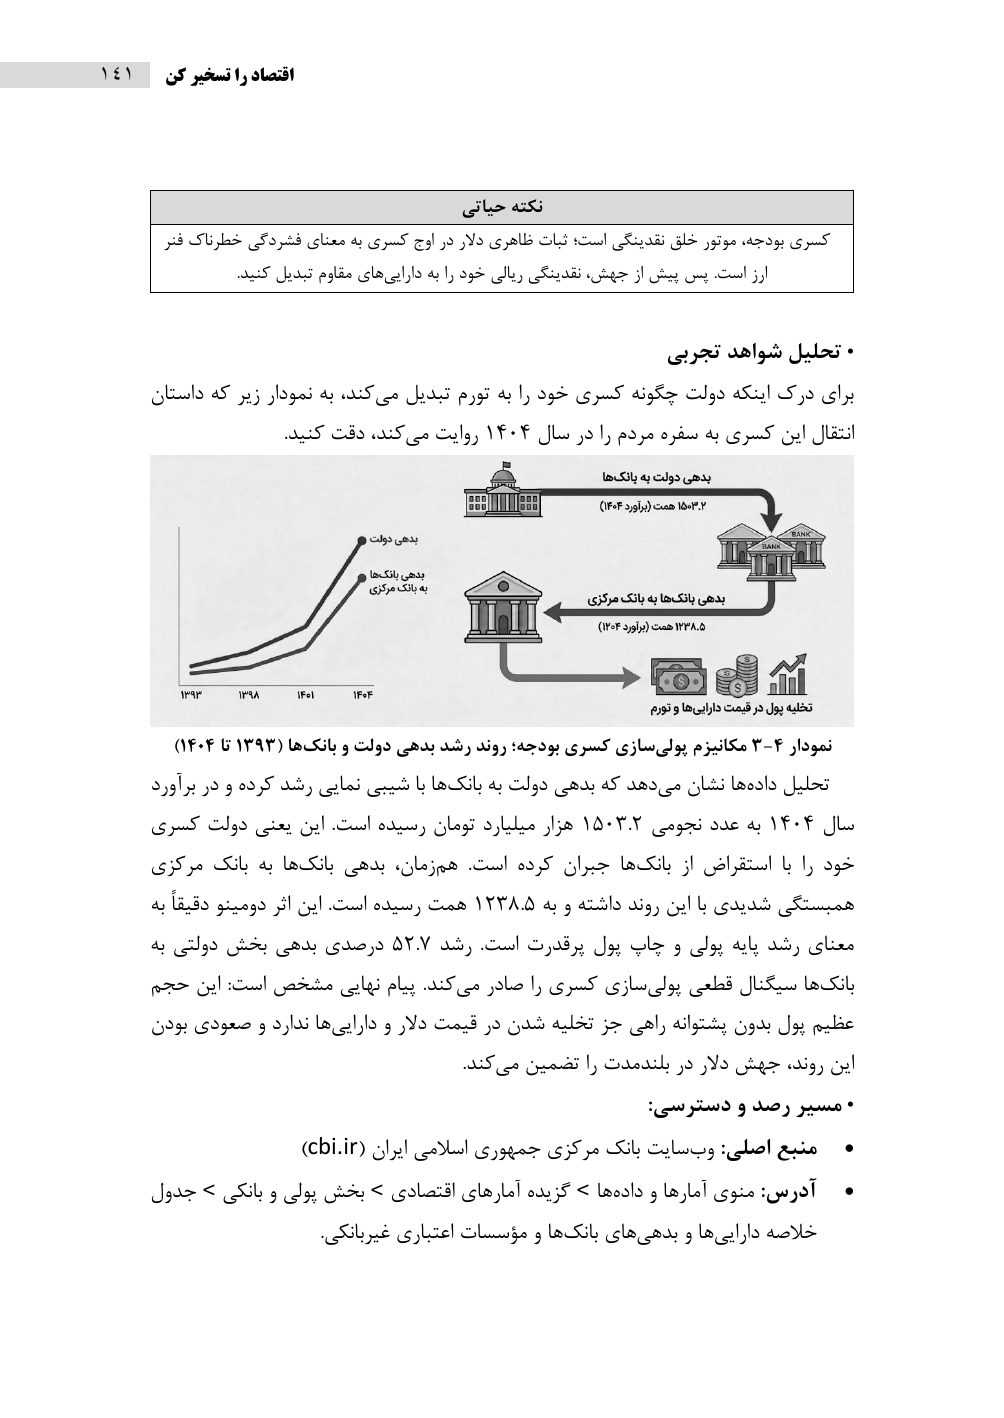 اقتصاد را تسخیر کن ۱۴۱
نکته حیاتی
کسری بودجه، موتور خلق نقدینگی است؛ ثبات ظاهری دلار در اوج کسری به معنای فشردگی خطرناک فنر
ارز است. پس پیش از جهش، نقدینگی ریالی خود را به دارایی‌های مقاوم تبدیل کنید.
• تحلیل شواهد تجربی
برای درک اینکه دولت چگونه کسری خود را به تورم تبدیل می‌کند، به نمودار زیر که داستان
انتقال این کسری به سفره مردم را در سال ۱۴۰۴ روایت می‌کند، دقت کنید.
بدهی دولت به بانک‌ها
۱۵۰۳.۲ همت (برآورد ۱۴۰۴)
BANK
BANK
بدهی بانک‌ها به بانک مرکزی
۱۲۳۸.۵ همت (برآورد ۱۲۰۴)
تخلیه پول در قیمت دارایی‌ها و تورم
بدهی دولت
بدهی بانک‌ها
به بانک مرکزی
۱۳۹۳ ۱۳۹۸ ۱۴۰۱ ۱۴۰۴
نمودار ۴-۳ مکانیزم پولی‌سازی کسری بودجه؛ روند رشد بدهی دولت و بانک‌ها (۱۳۹۳ تا ۱۴۰۴)
تحلیل داده‌ها نشان می‌دهد که بدهی دولت به بانک‌ها با شیبی نمایی رشد کرده و در برآورد
سال ۱۴۰۴ به عدد نجومی ۱۵۰۳.۲ هزار میلیارد تومان رسیده است. این یعنی دولت کسری
خود را با استقراض از بانک‌ها جبران کرده است. هم‌زمان، بدهی بانک‌ها به بانک مرکزی
همبستگی شدیدی با این روند داشته و به ۱۲۳۸.۵ همت رسیده است. این اثر دومینو دقیقاً به
معنای رشد پایه پولی و چاپ پول پرقدرت است. رشد ۵۲.۷ درصدی بدهی بخش دولتی به
بانک‌ها سیگنال قطعی پولی‌سازی کسری را صادر می‌کند. پیام نهایی مشخص است: این حجم
عظیم پول بدون پشتوانه راهی جز تخلیه شدن در قیمت دلار و دارایی‌ها ندارد و صعودی بودن
این روند، جهش دلار در بلندمدت را تضمین می‌کند.
• مسیر رصد و دسترسی:
• منبع اصلی: وب‌سایت بانک مرکزی جمهوری اسلامی ایران (cbi.ir)
• آدرس: منوی آمارها و داده‌ها > گزیده آمارهای اقتصادی > بخش پولی و بانکی > جدول
خلاصه دارایی‌ها و بدهی‌های بانک‌ها و مؤسسات اعتباری غیربانکی.